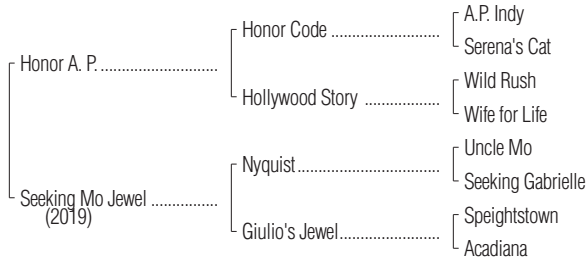 A.P. Indy
Honor Code ..................................
Serena's Cat
Honor A. P. ....................................
Wild Rush
Hollywood Story .......................
Wife for Life
Uncle Mo
Nyquist ............................................
Seeking Gabrielle
Seeking Mo Jewel ....................
(2019)
Speightstown
Giulio's Jewel ...............................
Acadiana